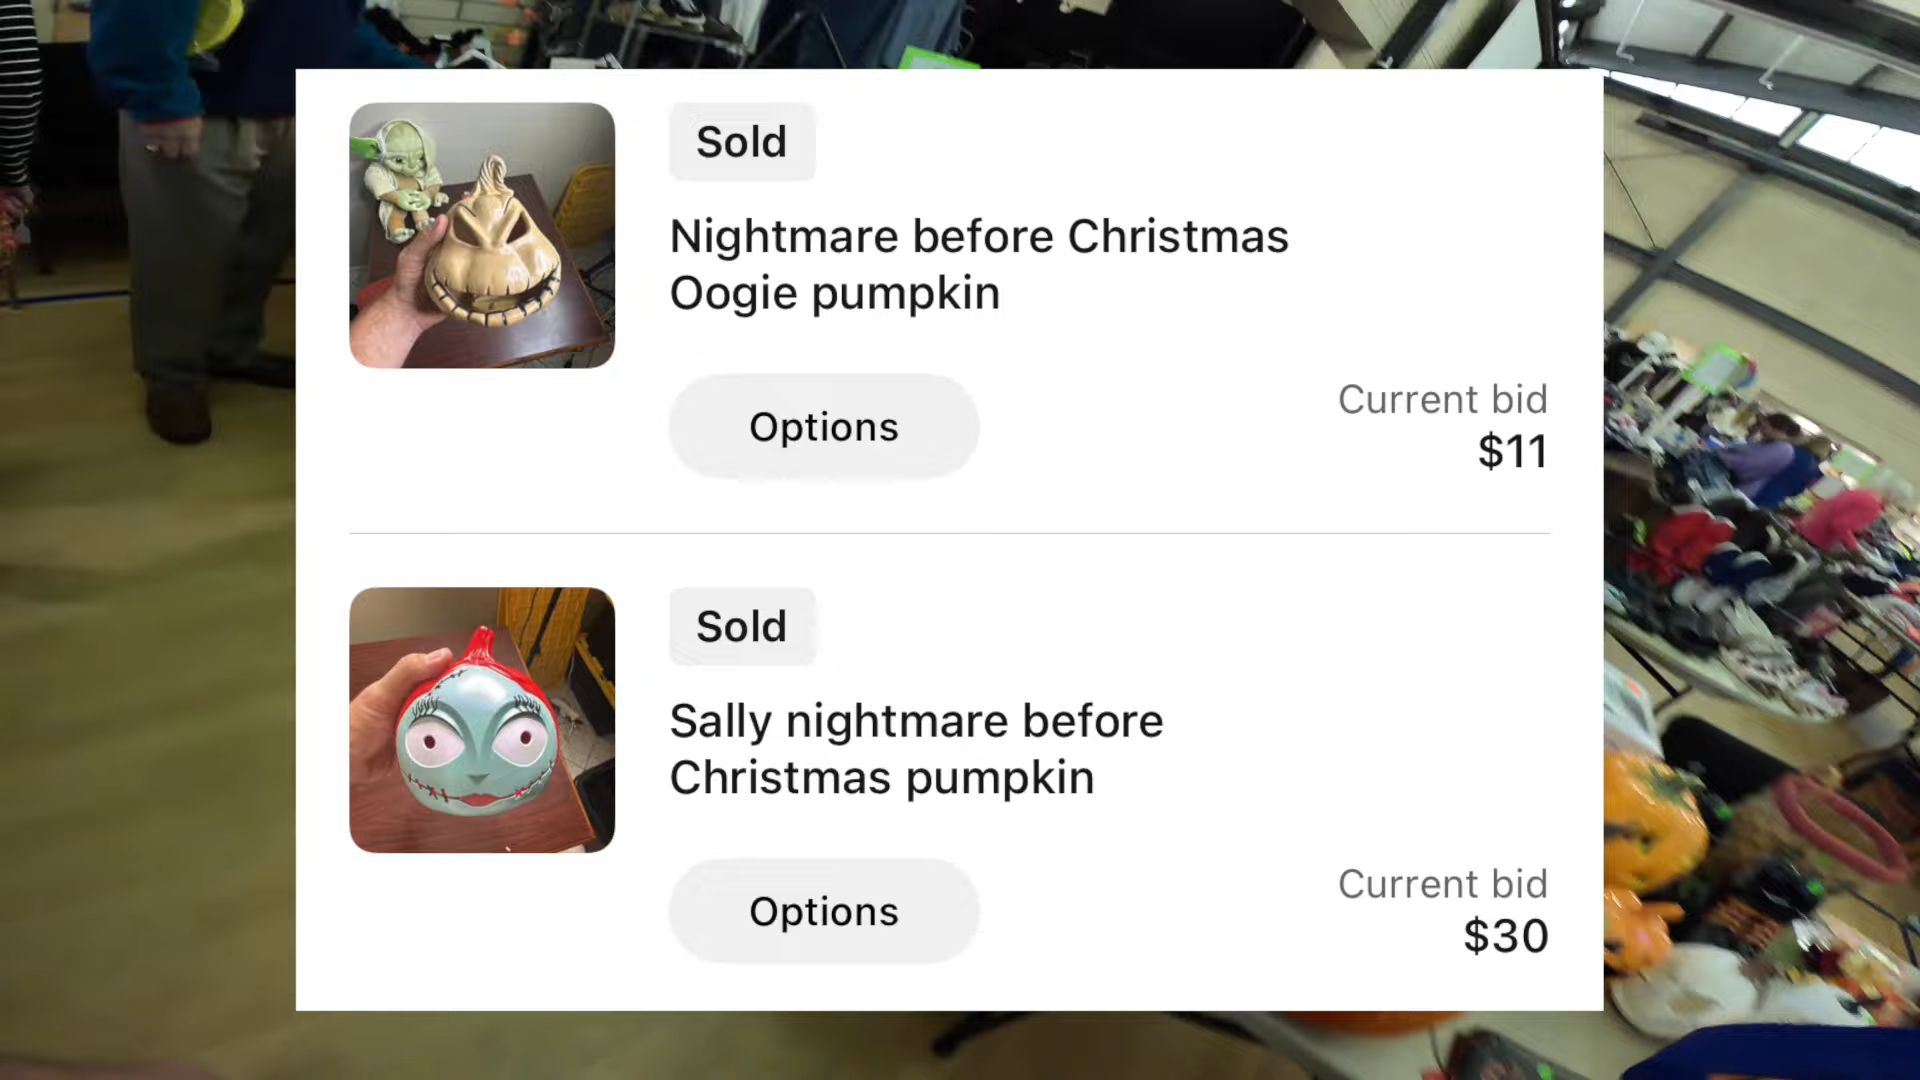 Sold
Nightmare before Christmas
Oogie pumpkin
Options
Current bid
$11
Sold
Sally nightmare before
Christmas pumpkin
Options
Current bid
$30